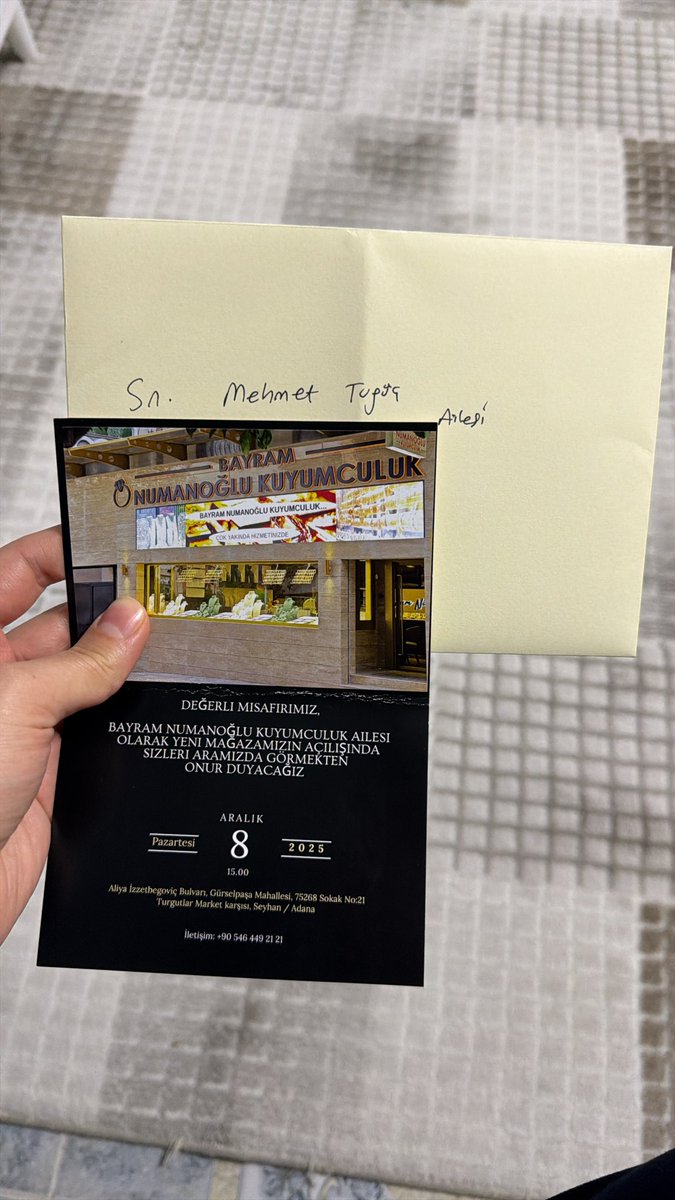 Sn. Mehmet
Ailesi
BAYRAM
NUMANOĞLU KUYUMCULUK
BAYRAM NUMANOĞLU KUYUMCULUK...
ÇOK YAKINDA HİZMETİNİZDE
DEĞERLİ MISAFIRIMIZ,
BAYRAM NUMANOĞLU KUYUMCULUK AILESI
OLARAK YENI MAĞAZAMIZIN AÇILIŞINDA
SIZLERI ARAMIZDA GÖRMEKTEN
ONUR DUYACAĞIZ
ARALIK
Pazartesi 8 2025
15.00
Aliya İzzetbegoviç Bulvarı, Gürselpaşa Mahallesi, 75268 Sokak No:21
Turgutlar Market karşısı, Seyhan / Adana
İletişim: +90 546 449 21 21